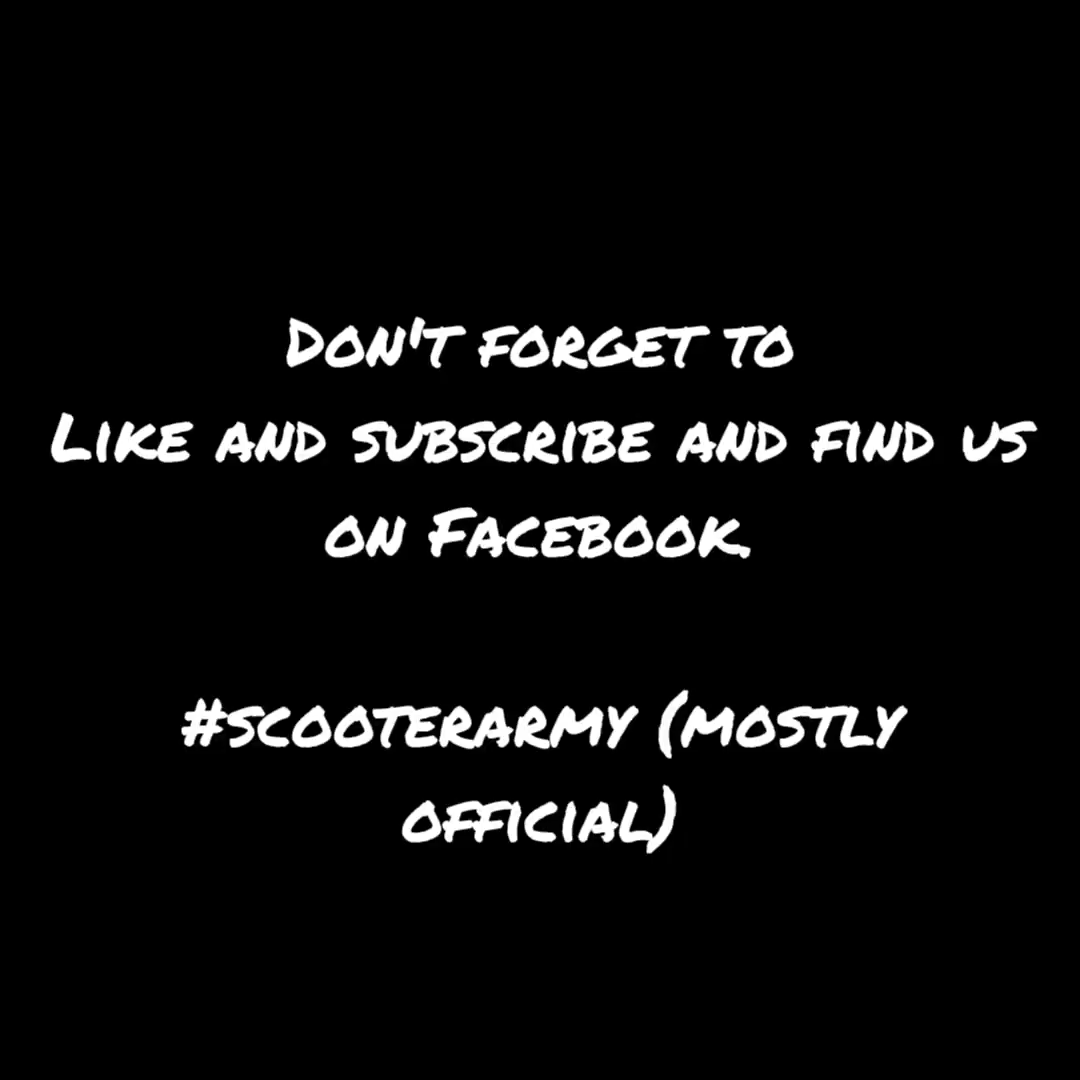 Don't forget to
Like and subscribe and find us
on Facebook.
#scooterarmy (mostly
official)